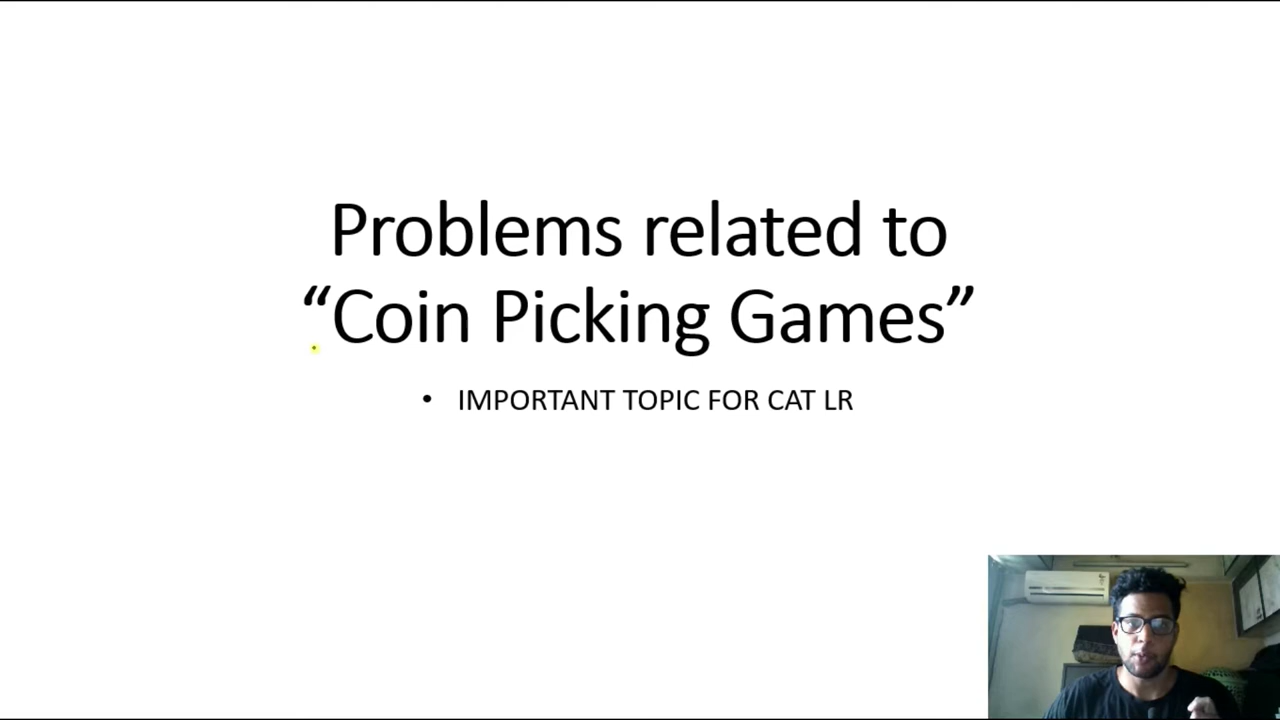 Problems related to
“Coin Picking Games”
• IMPORTANT TOPIC FOR CAT LR